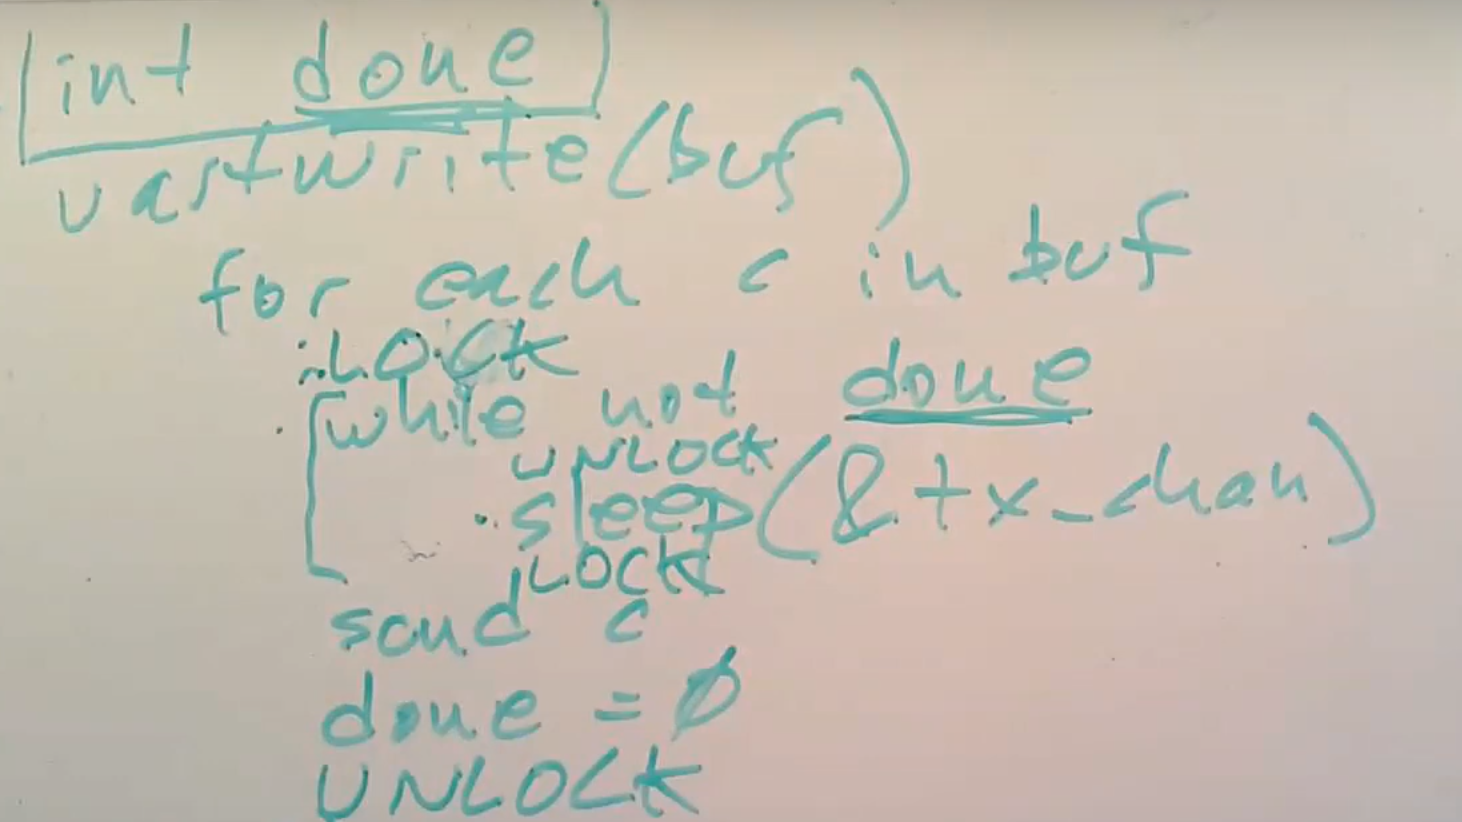 int done
uartwrite(buf)
for each c in buf
LOCK
while not done
UNLOCK
sleep(&tx_chan)
LOCK
send c
done = 0
UNLOCK